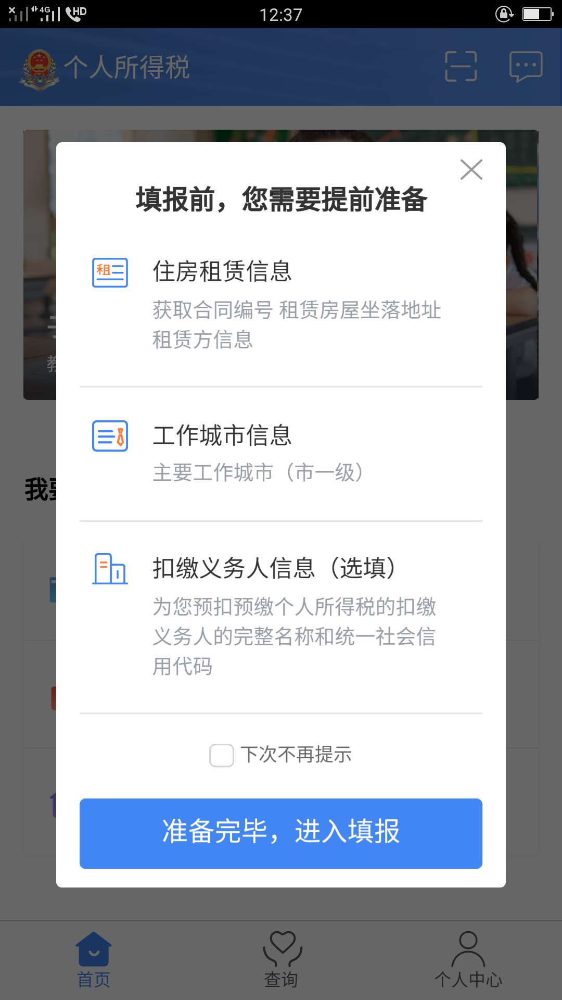 4G HD 12:37
个人所得税
填报前，您需要提前准备
租
住房租赁信息
获取合同编号 租赁房屋坐落地址
租赁方信息
工作城市信息
主要工作城市（市一级）
我
扣缴义务人信息（选填）
为您预扣预缴个人所得税的扣缴
义务人的完整名称和统一社会信
用代码
下次不再提示
准备完毕，进入填报
首页
查询
个人中心